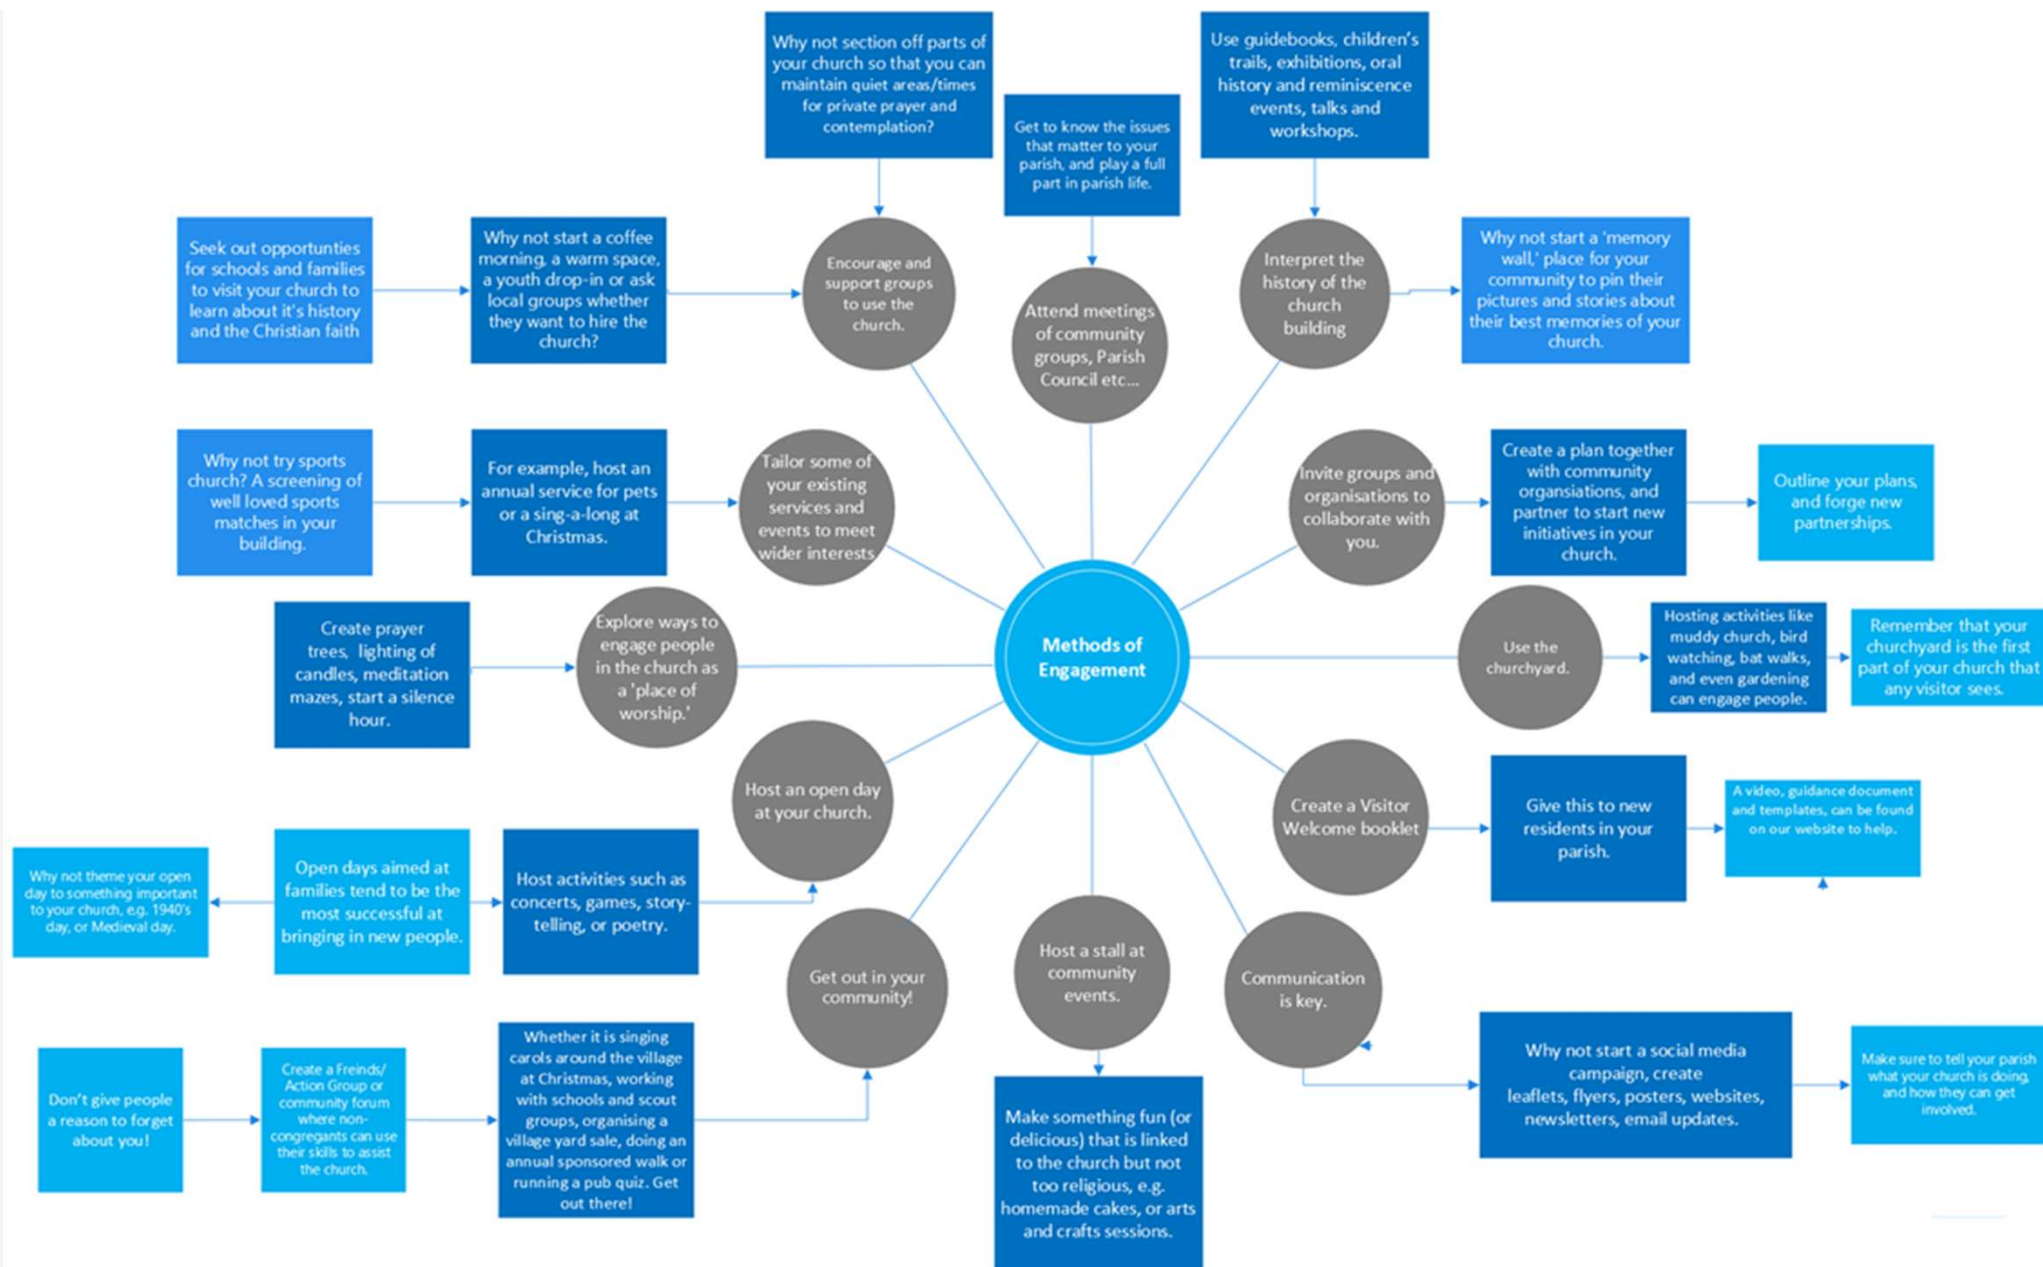 Why not section off parts of
your church so that you can
maintain quiet areas/times
for private prayer and
contemplation?
Get to know the issues
that matter to your
parish, and play a full
part in parish life.
Use guidebooks, children's
trails, exhibitions, oral
history and reminiscence
events, talks and
workshops.
Seek out opportunties
for schools and families
to visit your church to
learn about it's history
and the Christian faith
Why not start a coffee
morning, a warm space,
a youth drop-in or ask
local groups whether
they want to hire the
church?
Encourage and
support groups
to use the
church.
Attend meetings
of community
groups, Parish
Council etc...
Interpret the
history of the
church
building
Why not start a 'memory
wall,' place for your
community to pin their
pictures and stories about
their best memories of your
church.
Why not try sports
church? A screening of
well loved sports
matches in your
building.
For example, host an
annual service for pets
or a sing-a-long at
Christmas.
Tailor some of
your existing
services and
events to meet
wider interests
Invite groups and
organisations to
collaborate with
you.
Create a plan together
with community
organsiations, and
partner to start new
initiatives in your
church.
Outline your plans,
and forge new
partnerships.
Create prayer
trees, lighting of
candles, meditation
mazes, start a silence
hour.
Explore ways to
engage people
in the church as
a 'place of
worship.'
Methods of
Engagement
Use the
churchyard.
Hosting activities like
muddy church, bird
watching, bat walks,
and even gardening
can engage people.
Remember that your
churchyard is the first
part of your church that
any visitor sees.
Host an open day
at your church.
Create a Visitor
Welcome booklet
Give this to new
residents in your
parish.
A video, guidance document
and templates, can be found
on our website to help.
Why not theme your open
day to something important
to your church, e.g. 1940's
day, or Medieval day.
Open days aimed at
families tend to be the
most successful at
bringing in new people.
Host activities such as
concerts, games, story-
telling, or poetry.
Get out in your
community!
Host a stall at
community
events.
Communication
is key.
Don't give people
a reason to forget
about you!
Create a Freinds/
Action Group or
community forum
where non-
congregants can use
their skills to assist
the church.
Whether it is singing
carols around the village
at Christmas, working
with schools and scout
groups, organising a
village yard sale, doing an
annual sponsored walk or
running a pub quiz. Get
out there!
Make something fun (or
delicious) that is linked
to the church but not
too religious, e.g.
homemade cakes, or arts
and crafts sessions.
Why not start a social media
campaign, create
leaflets, flyers, posters, websites,
newsletters, email updates.
Make sure to tell your parish
what your church is doing,
and how they can get
involved.